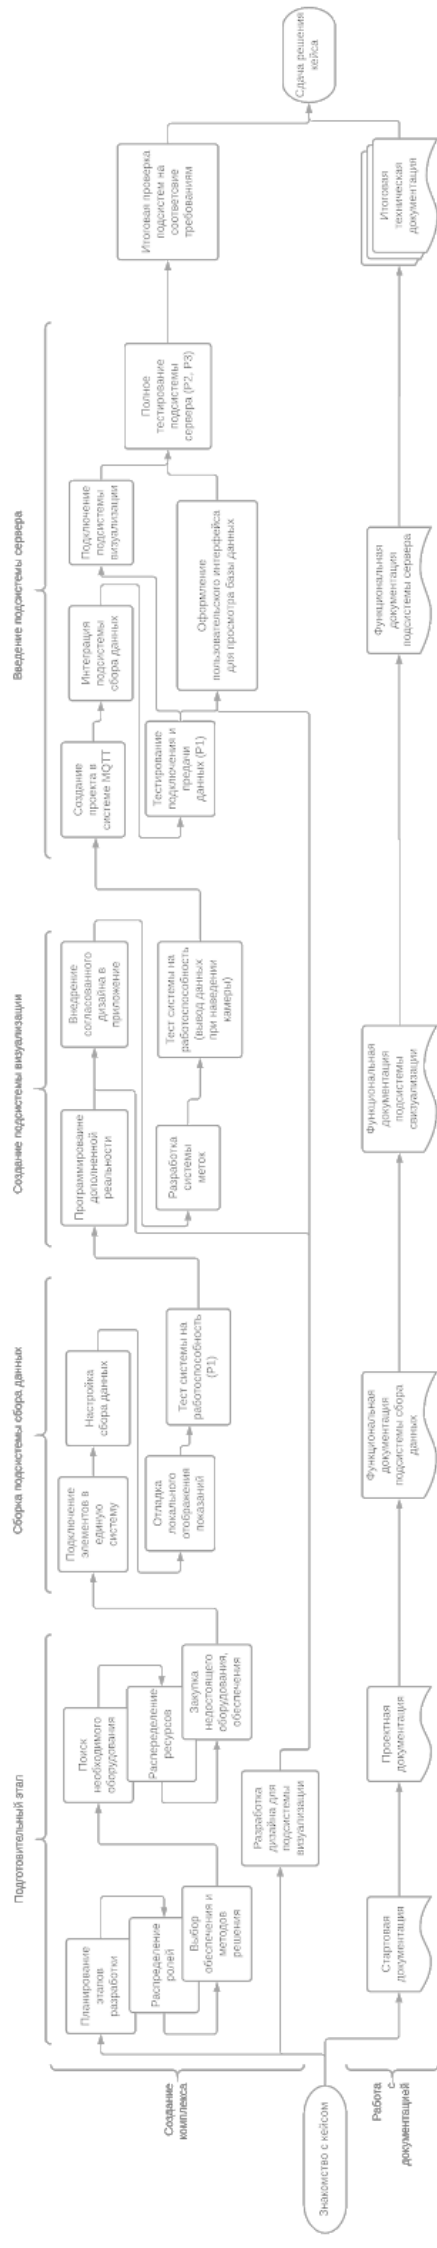 Подготовительный этап
Сборка подсистемы сбора данных
Создание подсистемы визуализации
Введение подсистемы сервера
Создание
комплекса
Работа
с
документацией
Знакомство с кейсом
Планирование
этапов
разработки
Распределение
ролей
Выбор
обеспечения и
методов
решения
Поиск
необходимого
оборудования
Распределение
ресурсов
Закупка
недостоящего
оборудования,
обеспечения
Разработка
дизайна для
подсистемы
визуализации
Подключение
элементов в
единую
систему
Настройка
сбора данных
Отладка
локального
отображения
показаний
Тест системы на
работоспособность
(P1)
Программироваине
дополненной
реальности
Внедрение
согласованного
дизайна в
приложение
Разработка
системы
меток
Тест системы на
работоспособность
(вывод данных
при наведении
камеры)
Создание
проекта в
системе MQTT
Интеграция
подсистемы
сбора данных
Тестирование
подключения и
предачи
данных (P1)
Подключение
подсистемы
визуализации
Оформление
пользовательского интерфейса
для просмотра базы данных
Полное
тестирование
подсистемы
сервера (P2, P3)
Итоговая проверка
подсистем на
соответсвие
требованиям
Сдача решения
кейса
Стартовая
документация
Проектная
документация
Функциональная
документация
подсистемы сбора
данных
Функциональная
документация
подсистемы
свизуализации
Функциональная
документация
подсистемы сервера
Итоговая
техническая
документация